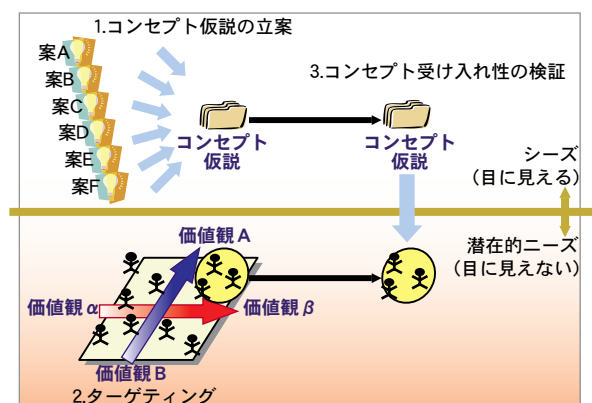 1.コンセプト仮説の立案
案A
案B
案C
案D
案E
案F
コンセプト
仮説
3.コンセプト受け入れ性の検証
コンセプト
仮説
シーズ
(目に見える)
潜在的ニーズ
(目に見えない)
価値観A
価値観α
価値観β
価値観B
2.ターゲティング